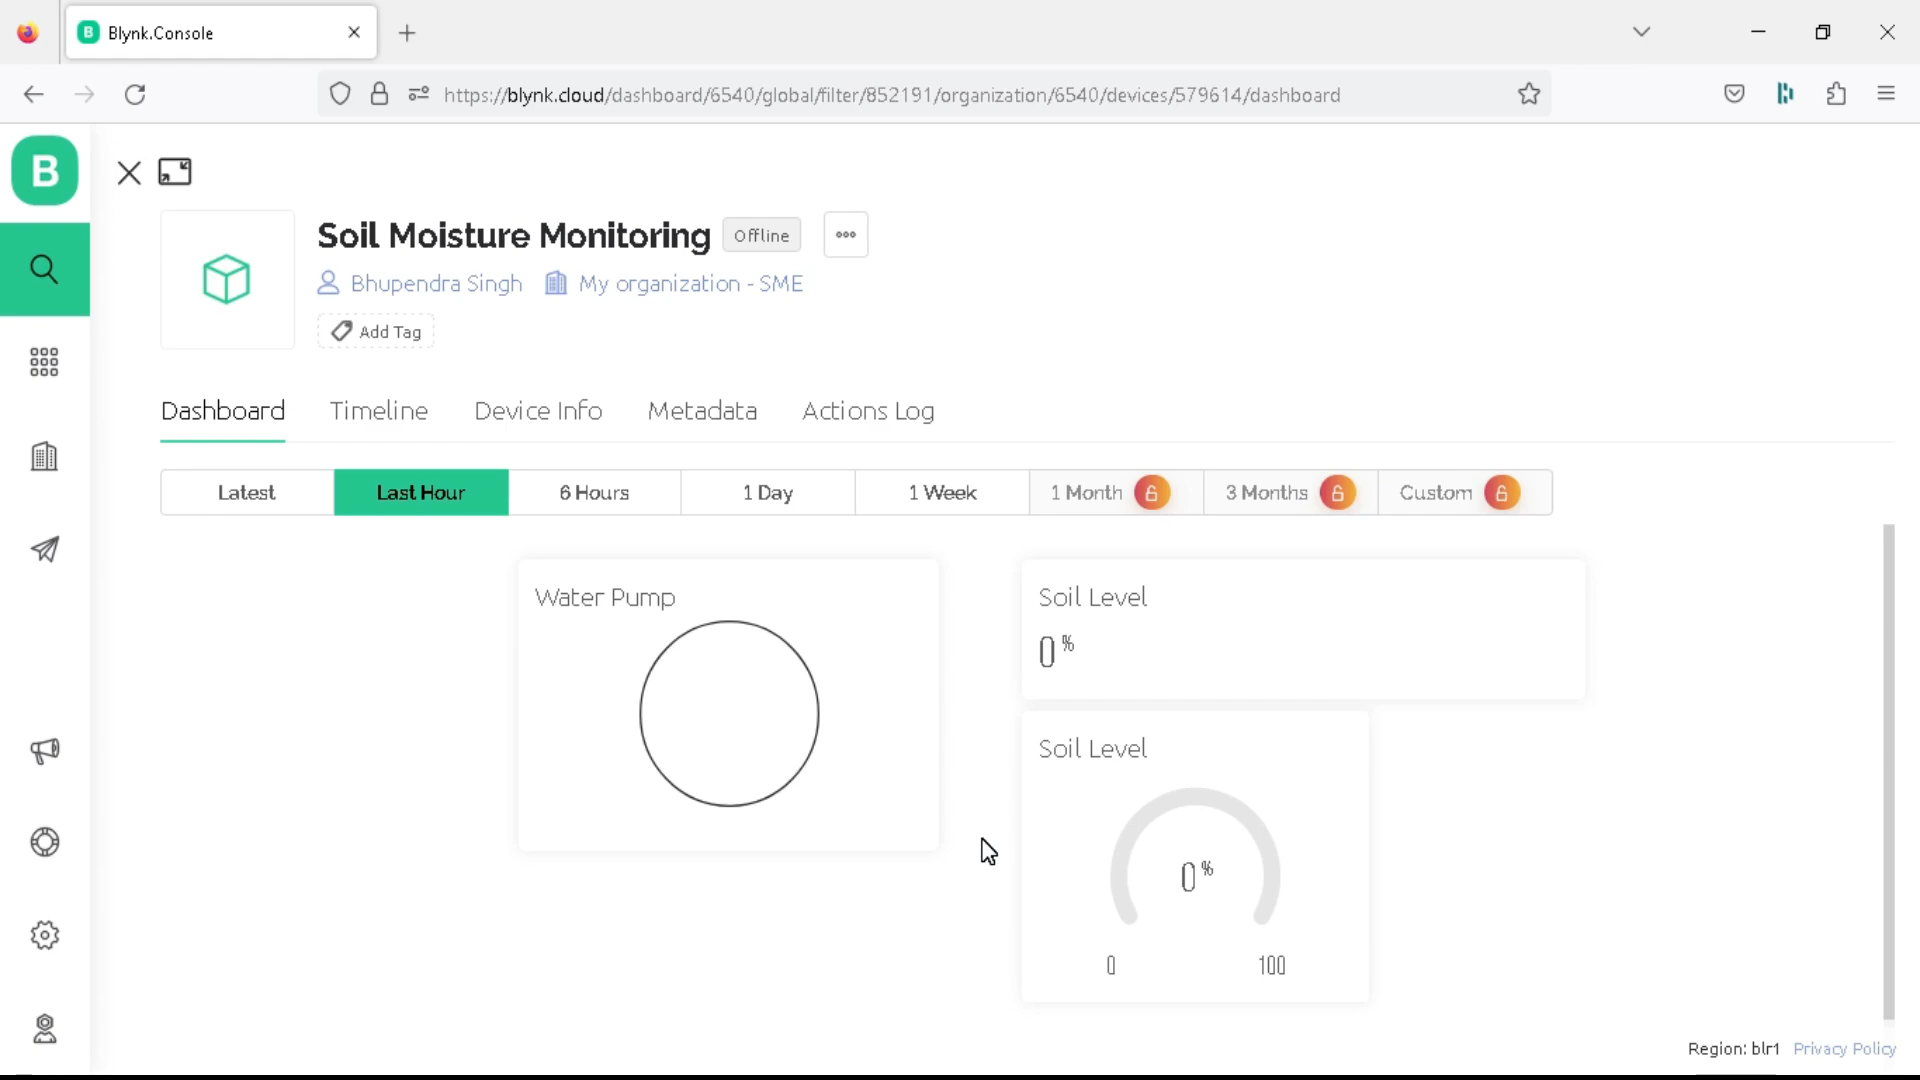 B Blynk.Console
https://blynk.cloud/dashboard/6540/global/filter/852191/organization/6540/devices/579614/dashboard
B
Soil Moisture Monitoring Offline
Bhupendra Singh My organization - SME
Add Tag
Dashboard Timeline Device Info Metadata Actions Log
Latest Last Hour 6 Hours 1 Day 1 Week 1 Month 3 Months Custom
Water Pump
Soil Level
0 %
Soil Level
0 %
0 100
Region: blr1 Privacy Policy